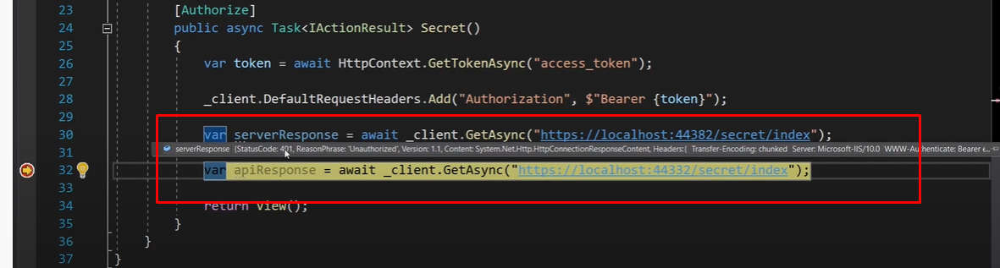 23 [Authorize]
24 public async Task<IActionResult> Secret()
25 {
26 var token = await HttpContext.GetTokenAsync("access_token");
27
28 _client.DefaultRequestHeaders.Add("Authorization", $"Bearer {token}");
29
30 var serverResponse = await _client.GetAsync("https://localhost:44382/secret/index");
31 serverResponse {StatusCode: 401, ReasonPhrase: 'Unauthorized', Version: 1.1, Content: System.Net.Http.HttpConnectionResponseContent, Headers:{ Transfer-Encoding: chunked Server: Microsoft-IIS/10.0 WWW-Authenticate: Bearer e...
32 var apiResponse = await _client.GetAsync("https://localhost:44332/secret/index");
33
34 return View();
35 }
36 }
37 }